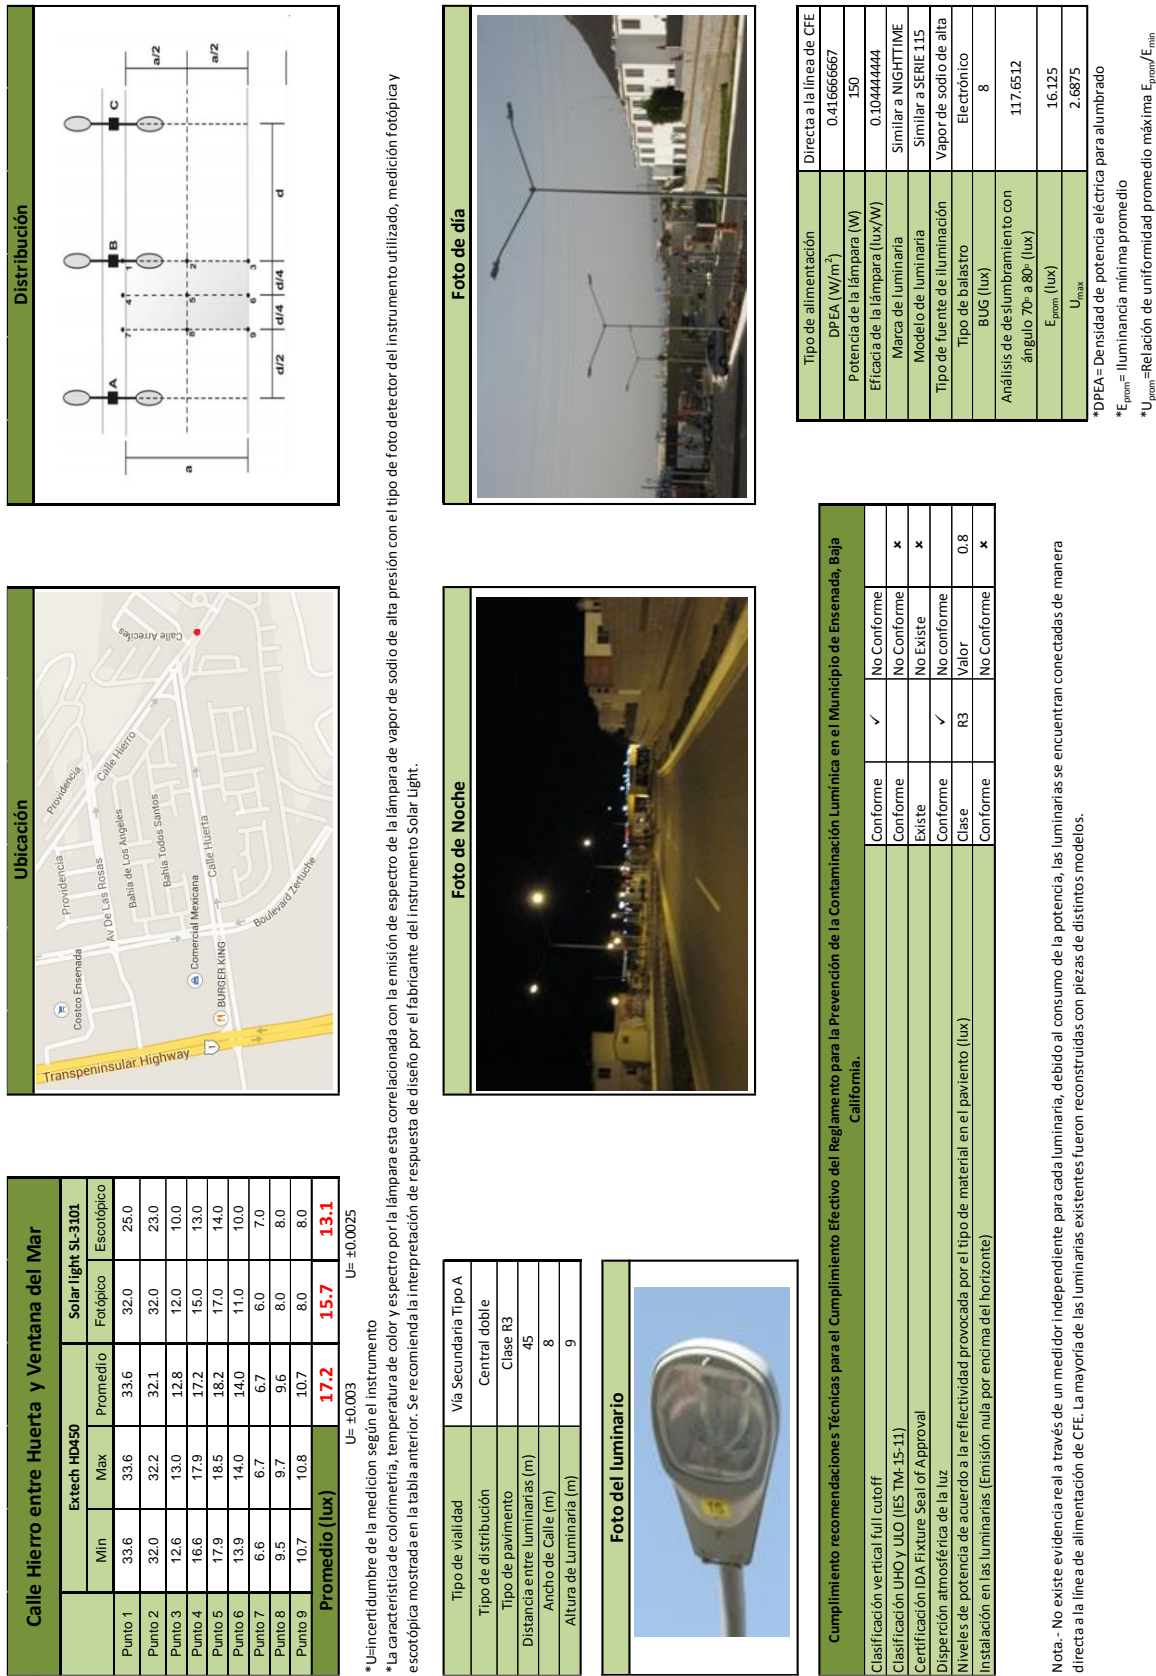 Calle Hierro entre Huerta y Ventana del Mar
Extech HD450 Solar light SL-3101
Min Max Promedio Fotópico Escotópico
Punto 1 33.6 33.6 33.6 32.0 25.0
Punto 2 32.0 32.2 32.1 32.0 23.0
Punto 3 12.6 13.0 12.8 12.0 10.0
Punto 4 16.6 17.9 17.2 15.0 13.0
Punto 5 17.9 18.5 18.2 17.0 14.0
Punto 6 13.9 14.0 14.0 11.0 10.0
Punto 7 6.6 6.7 6.7 6.0 7.0
Punto 8 9.5 9.7 9.6 8.0 8.0
Punto 9 10.7 10.8 10.7 8.0 8.0
Promedio (lux) 17.2 15.7 13.1
U= ±0.003 U= ±0.0025
Ubicación
Transpeninsular Highway
1
Costco Ensenada
BURGER KING
Comercial Mexicana
Av De Las Rosas
Providencia
Providencia
Bahía de Los Angeles
Bahía Todos Santos
Calle Huerta
Calle Hierro
Boulevard Zertuche
Calle Arrecifes
Distribución
A B C
a/2 a/2
a
7 4 1
8 5 2
9 6 3
d/2 d/4 d/4 d
*U=incertidumbre de la medicion según el instrumento
*La característica de colorimetría, temperatura de color y espectro por la lámpara esta correlacionada con la emisión de espectro de la lámpara de vapor de sodio de alta presión con el tipo de foto detector del instrumento utilizado, medición fotópica y
escotópica mostrada en la tabla anterior. Se recomienda la interpretación de respuesta de diseño por el fabricante del instrumento Solar Light.
Tipo de vialidad Vía Secundaria Tipo A
Tipo de distribución Central doble
Tipo de pavimento Clase R3
Distancia entre luminarias (m) 45
Ancho de Calle (m) 8
Altura de Luminaria (m) 9
Foto del luminario
15
Foto de Noche
Foto de día
Cumplimiento recomendaciones Técnicas para el Cumplimiento Efectivo del Reglamento para la Prevención de la Contaminación Lumínica en el Municipio de Ensenada, Baja
California.
Clasificación vertical full cutoff Conforme ✓ No Conforme
Clasificación UHO y ULO (IES TM-15-11) Conforme No Conforme ×
Certificación IDA Fixture Seal of Approval Existe No Existe ×
Disperción atmosférica de la luz Conforme ✓ No conforme
Niveles de potencia de acuerdo a la reflectividad provocada por el tipo de material en el paviento (lux) Clase R3 Valor 0.8
Instalación en las luminarias (Emisión nula por encima del horizonte) Conforme No Conforme ×
Tipo de alimentación Directa a la línea de CFE
DPEA (W/m²) 0.416666667
Potencia de la lámpara (W) 150
Eficacia de la lámpara (lux/W) 0.104444444
Marca de luminaria Similar a NIGHTTIME
Modelo de luminaria Similar a SERIE 115
Tipo de fuente de iluminación Vapor de sodio de alta
Tipo de balastro Electrónico
BUG (lux) 8
Análisis de deslumbramiento con
ángulo 70º a 80º (lux) 117.6512
Eprom (lux) 16.125
Umax 2.6875
*DPEA= Densidad de potencia eléctrica para alumbrado
*Eprom= Iluminancia mínima promedio
*Uprom=Relación de uniformidad promedio máxima Eprom/Emin
Nota.- No existe evidencia real a través de un medidor independiente para cada luminaria, debido al consumo de la potencia, las luminarias se encuentran conectadas de manera
directa a la línea de alimentación de CFE. La mayoría de las luminarias existentes fueron reconstruidas con piezas de distintos modelos.